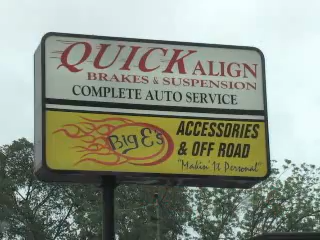 QUICK ALIGN
BRAKES & SUSPENSION
COMPLETE AUTO SERVICE
Big E's
ACCESSORIES
& OFF ROAD
"Makin' It Personal"